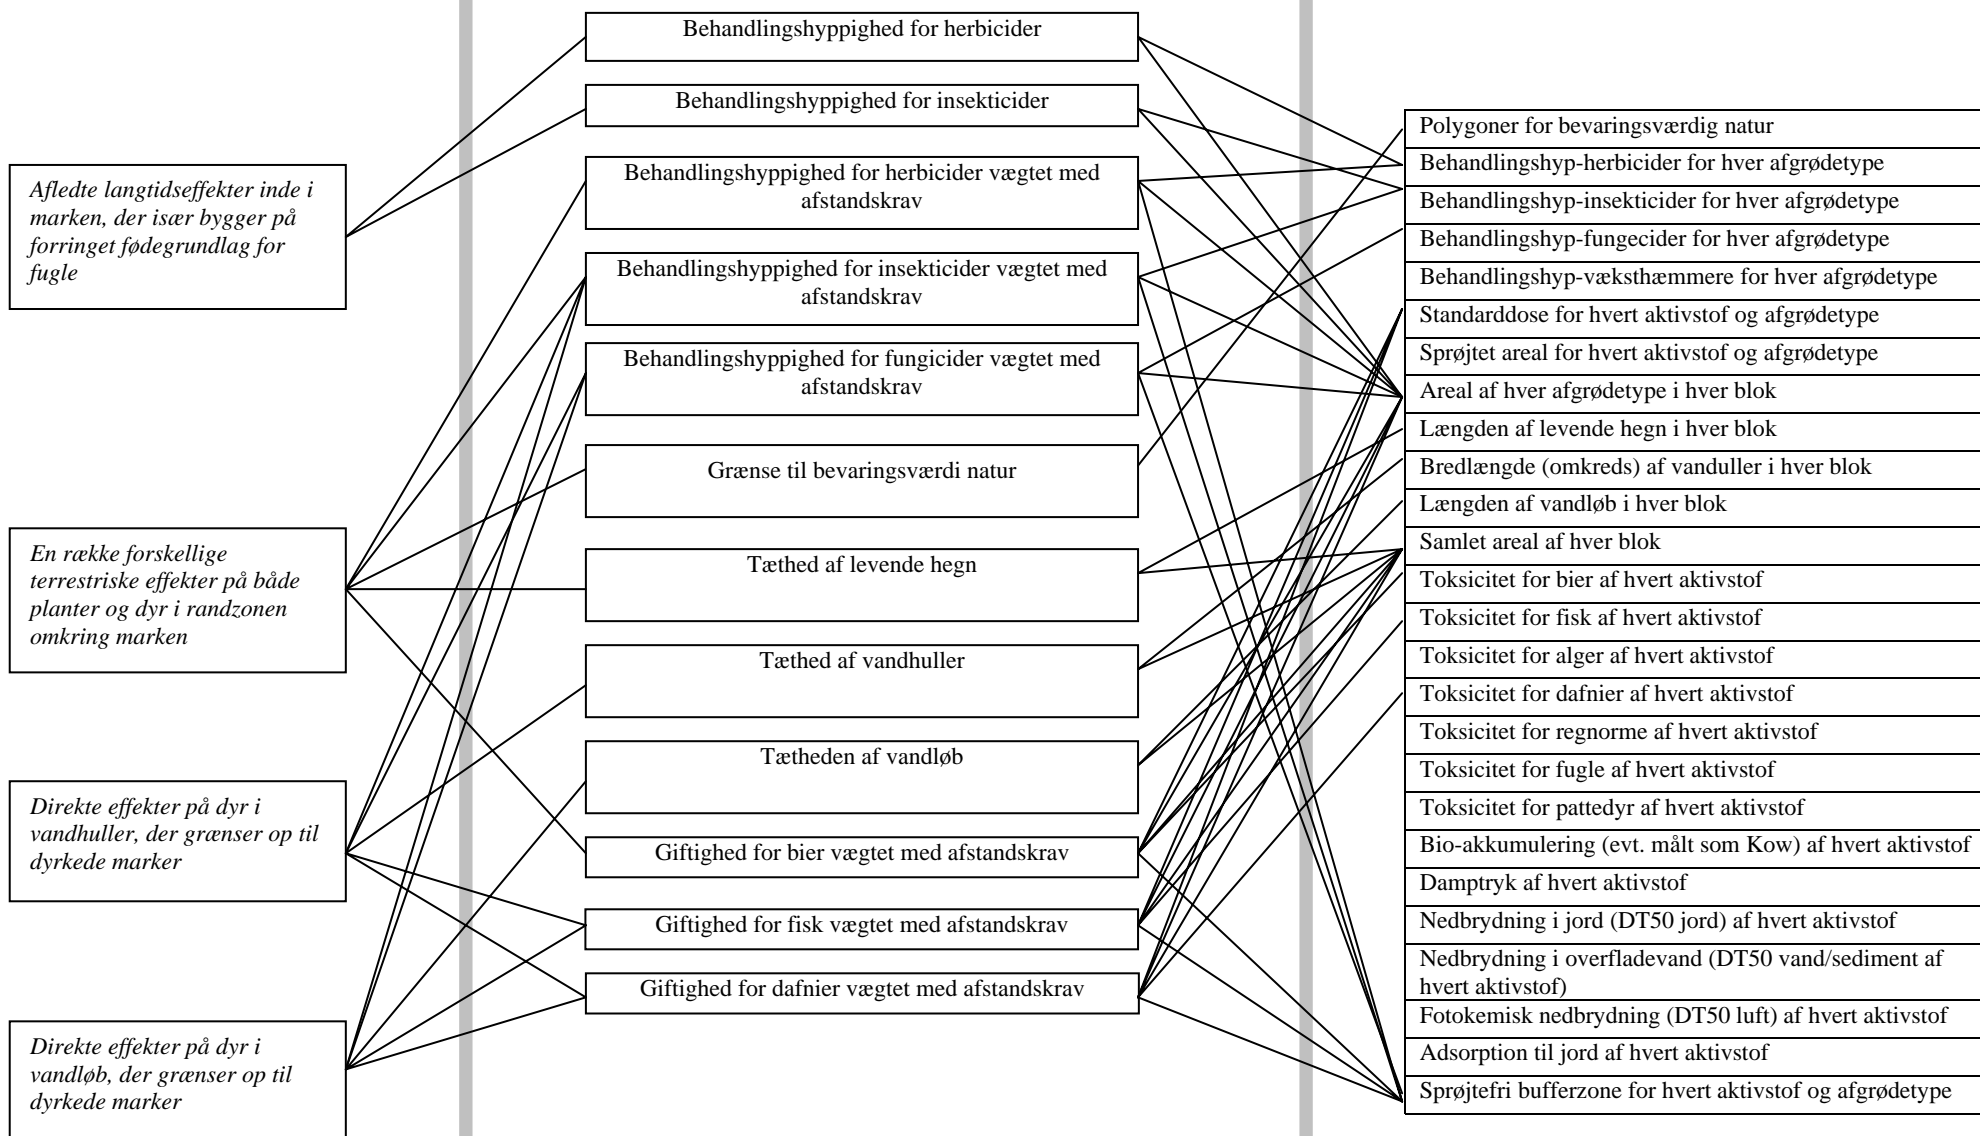 Afledte langtidseffekter inde i
marken, der især bygger på
forringet fødegrundlag for
fugle
En række forskellige
terrestriske effekter på både
planter og dyr i randzonen
omkring marken
Direkte effekter på dyr i
vandhuller, der grænser op til
dyrkede marker
Direkte effekter på dyr i
vandløb, der grænser op til
dyrkede marker
Behandlingshyppighed for herbicider
Behandlingshyppighed for insekticider
Behandlingshyppighed for herbicider vægtet med
afstandskrav
Behandlingshyppighed for insekticider vægtet med
afstandskrav
Behandlingshyppighed for fungicider vægtet med
afstandskrav
Grænse til bevaringsværdi natur
Tæthed af levende hegn
Tæthed af vandhuller
Tætheden af vandløb
Giftighed for bier vægtet med afstandskrav
Giftighed for fisk vægtet med afstandskrav
Giftighed for dafnier vægtet med afstandskrav
Polygoner for bevaringsværdig natur
Behandlingshyp-herbicider for hver afgrødetype
Behandlingshyp-insekticider for hver afgrødetype
Behandlingshyp-fungecider for hver afgrødetype
Behandlingshyp-væksthæmmere for hver afgrødetype
Standarddose for hvert aktivstof og afgrødetype
Sprøjtet areal for hvert aktivstof og afgrødetype
Areal af hver afgrødetype i hver blok
Længden af levende hegn i hver blok
Bredlængde (omkreds) af vanduller i hver blok
Længden af vandløb i hver blok
Samlet areal af hver blok
Toksicitet for bier af hvert aktivstof
Toksicitet for fisk af hvert aktivstof
Toksicitet for alger af hvert aktivstof
Toksicitet for dafnier af hvert aktivstof
Toksicitet for regnorme af hvert aktivstof
Toksicitet for fugle af hvert aktivstof
Toksicitet for pattedyr af hvert aktivstof
Bio-akkumulering (evt. målt som Kow) af hvert aktivstof
Damptryk af hvert aktivstof
Nedbrydning i jord (DT50 jord) af hvert aktivstof
Nedbrydning i overfladevand (DT50 vand/sediment af
hvert aktivstof)
Fotokemisk nedbrydning (DT50 luft) af hvert aktivstof
Adsorption til jord af hvert aktivstof
Sprøjtefri bufferzone for hvert aktivstof og afgrødetype